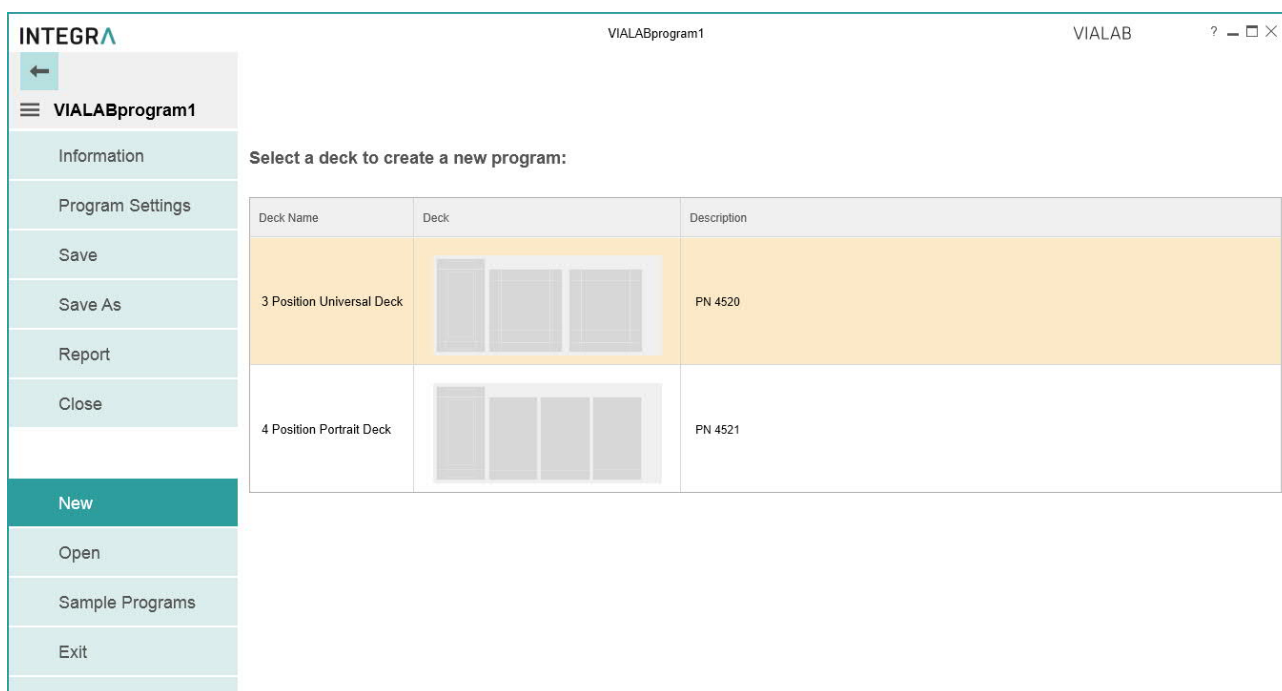 INTEGRA
VIALABprogram1
VIALAB
?
VIALABprogram1
Information
Program Settings
Save
Save As
Report
Close
New
Open
Sample Programs
Exit
Select a deck to create a new program:
Deck Name Deck Description
3 Position Universal Deck PN 4520
4 Position Portrait Deck PN 4521